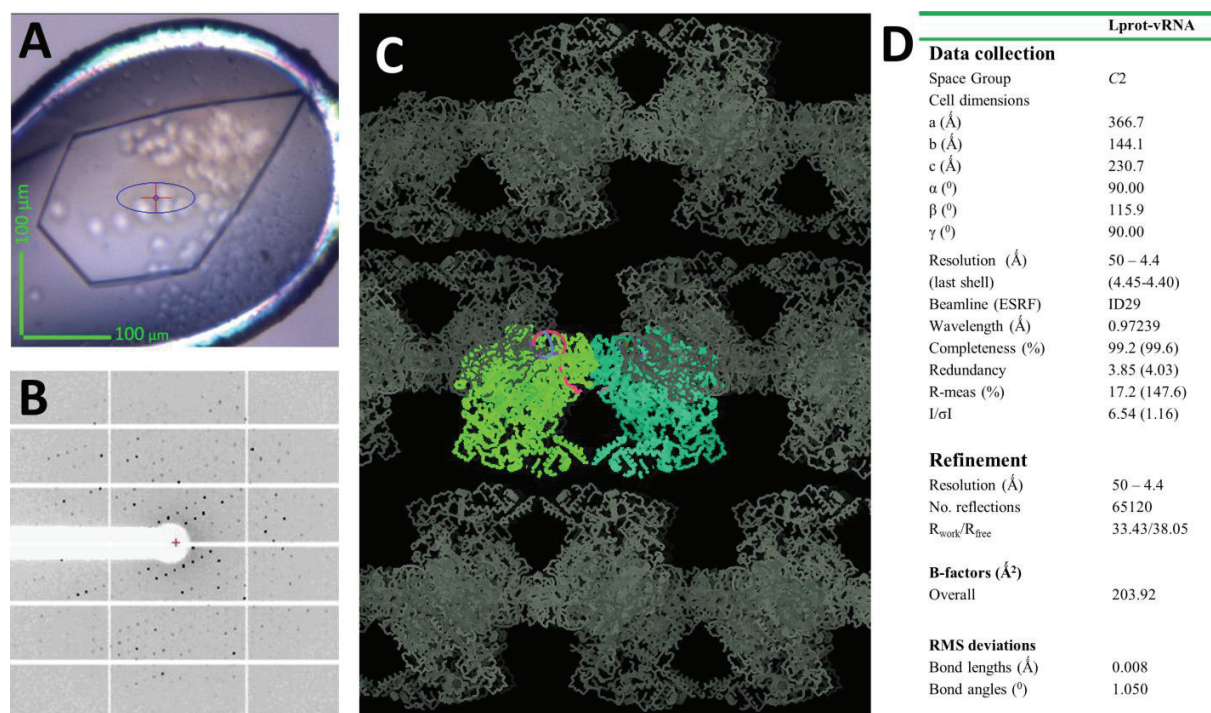 A
100 µm
100 µm
B
C
D
Lprot-vRNA
Data collection
Space Group C2
Cell dimensions
a (Å) 366.7
b (Å) 144.1
c (Å) 230.7
α (⁰) 90.00
β (⁰) 115.9
γ (⁰) 90.00
Resolution (Å) 50 – 4.4
(last shell) (4.45-4.40)
Beamline (ESRF) ID29
Wavelength (Å) 0.97239
Completeness (%) 99.2 (99.6)
Redundancy 3.85 (4.03)
R-meas (%) 17.2 (147.6)
I/σI 6.54 (1.16)
Refinement
Resolution (Å) 50 – 4.4
No. reflections 65120
Rwork/Rfree 33.43/38.05
B-factors (Å²)
Overall 203.92
RMS deviations
Bond lengths (Å) 0.008
Bond angles (⁰) 1.050